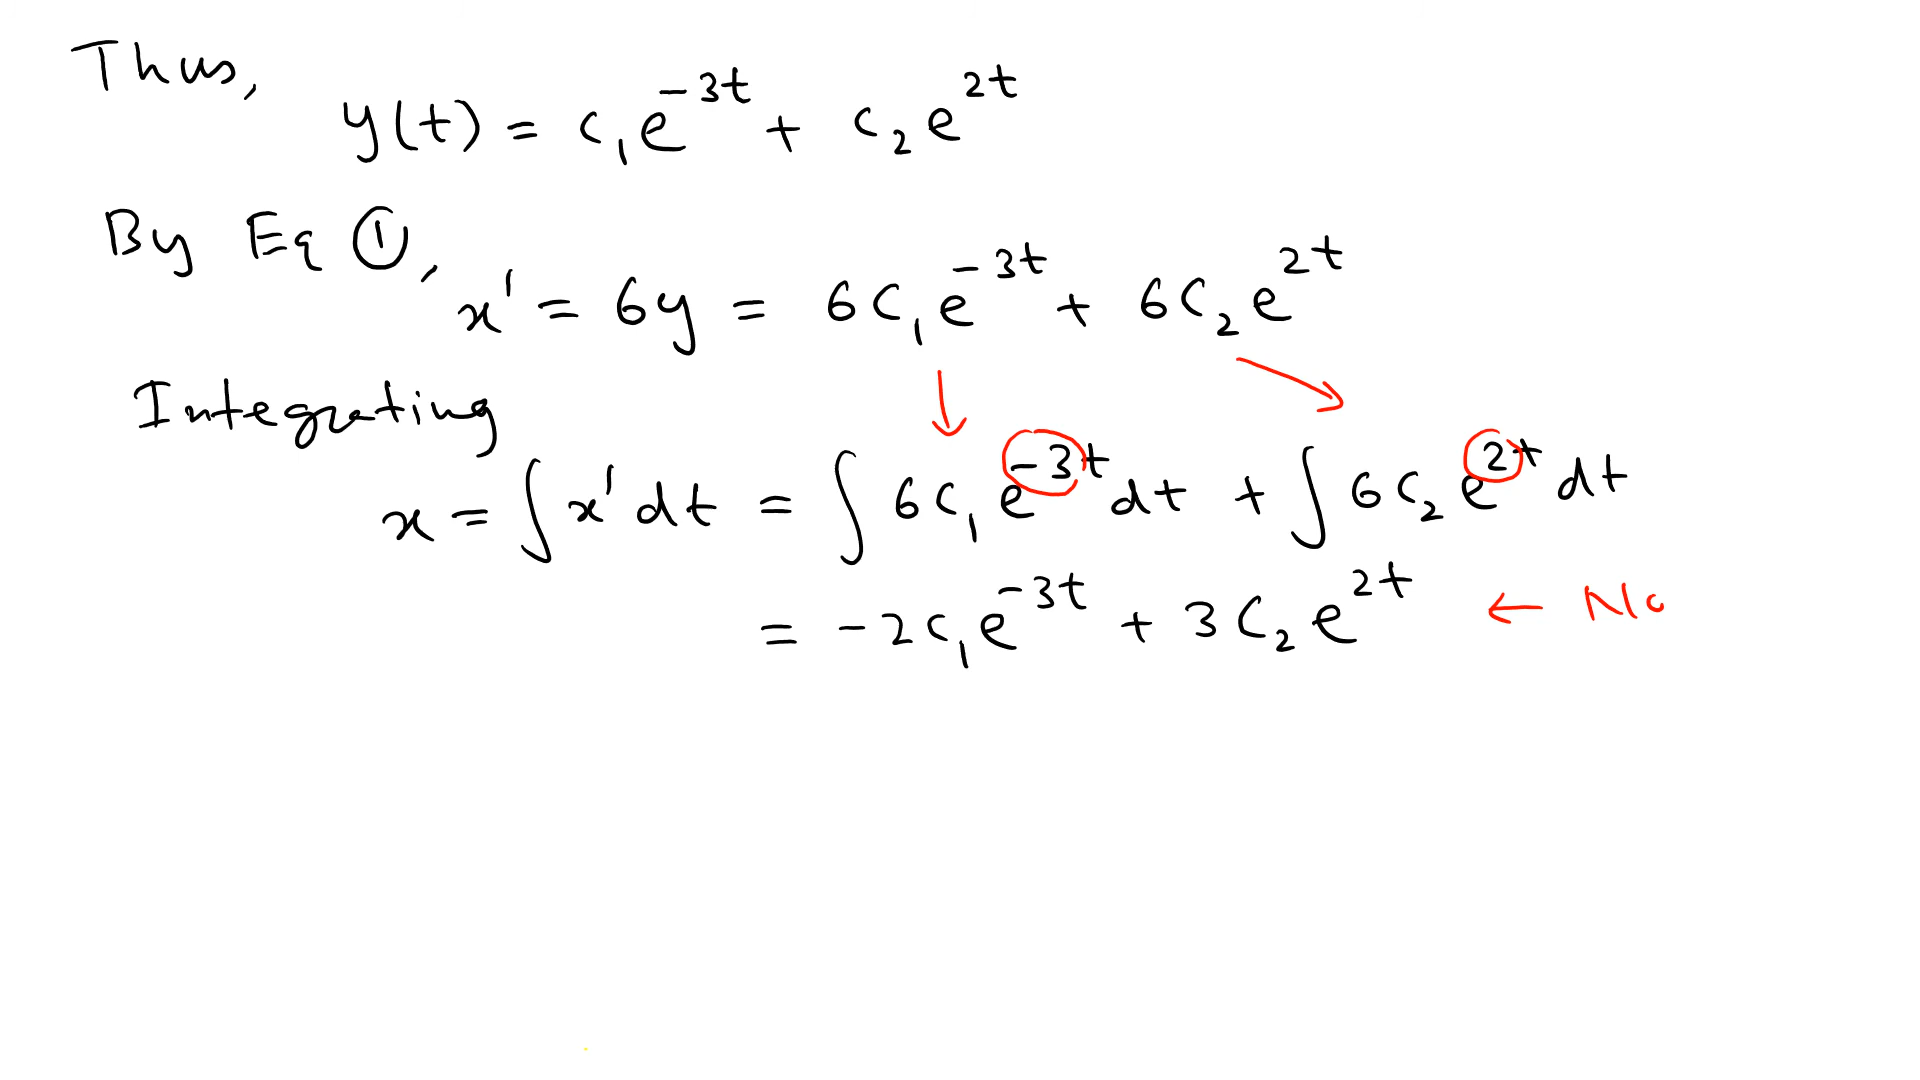 Thus,
y(t) = c₁e^{-3t} + c₂e^{2t}
By Eq ①,
x' = 6y = 6C₁e^{-3t} + 6C₂e^{2t}
Integrating
x = ∫ x' dt = ∫ 6C₁e^{-3t} dt + ∫ 6C₂e^{2t} dt
= -2C₁e^{-3t} + 3C₂e^{2t} ← No